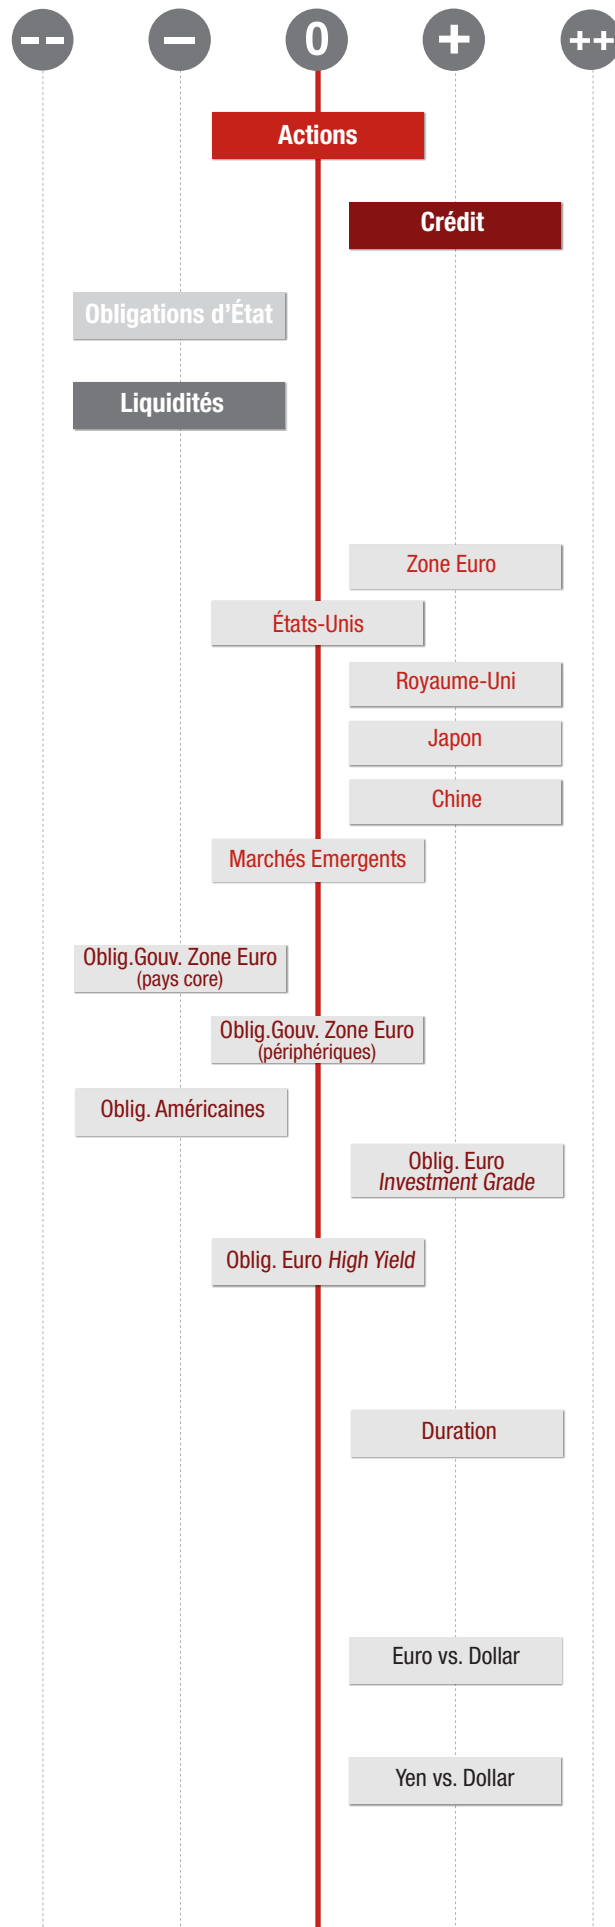 -- - 0 + ++
Actions
Crédit
Obligations d'État
Liquidités
Zone Euro
États-Unis
Royaume-Uni
Japon
Chine
Marchés Emergents
Oblig.Gouv. Zone Euro
(pays core)
Oblig.Gouv. Zone Euro
(périphériques)
Oblig. Américaines
Oblig. Euro
Investment Grade
Oblig. Euro High Yield
Duration
Euro vs. Dollar
Yen vs. Dollar